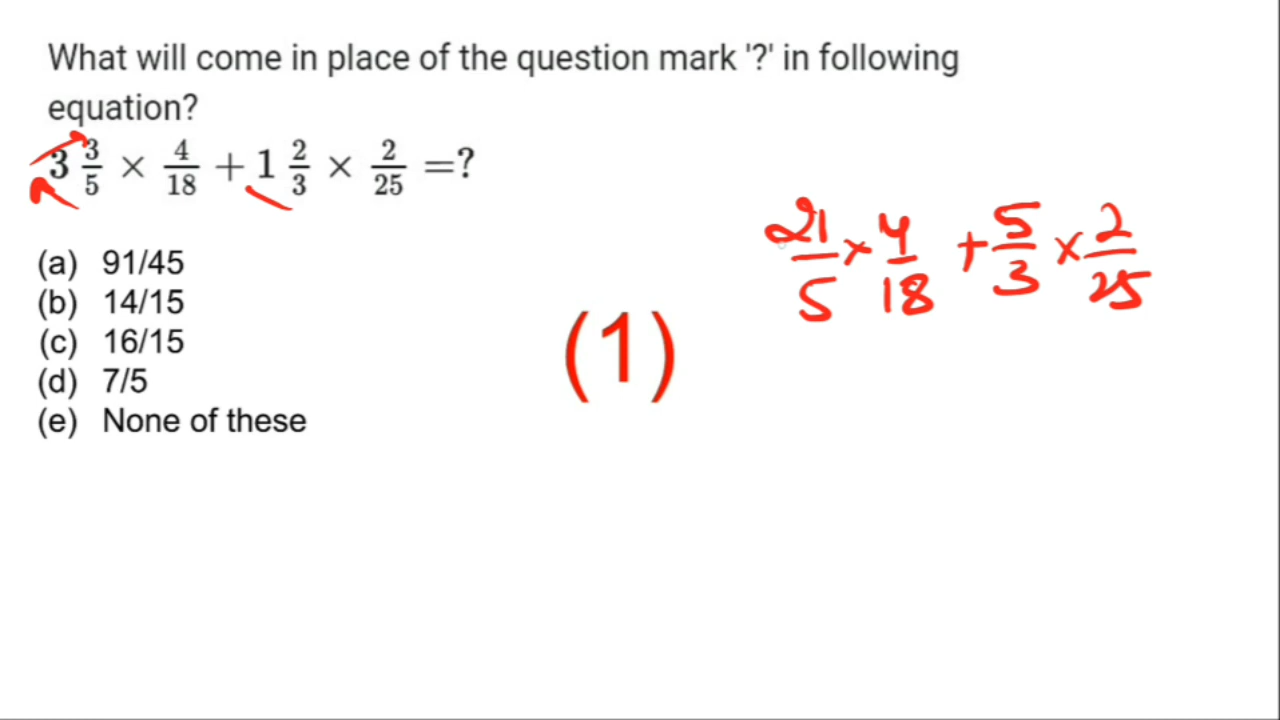 What will come in place of the question mark '?' in following
equation?
3 3/5 × 4/18 + 1 2/3 × 2/25 =?
21/5 × 4/18 + 5/3 × 2/25
(a) 91/45
(b) 14/15
(c) 16/15
(d) 7/5
(e) None of these
(1)